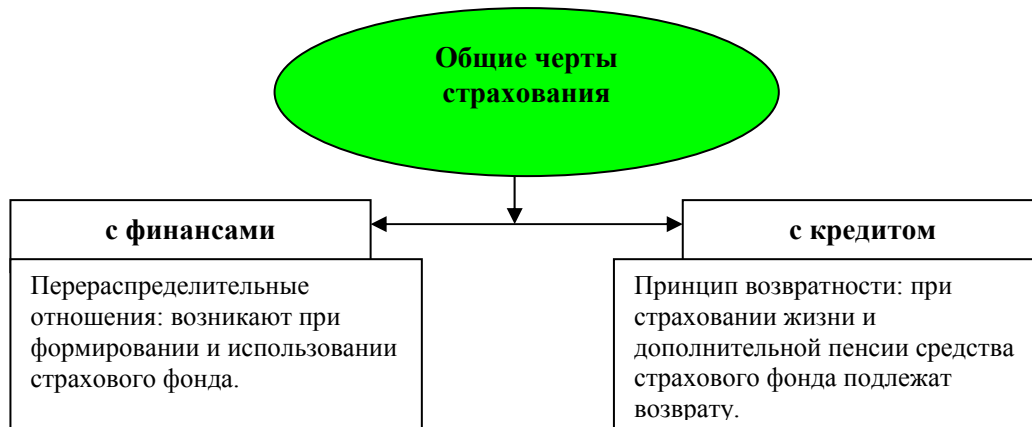 Общие черты
страхования
с финансами
с кредитом
Перераспределительные
отношения: возникают при
формировании и использовании
страхового фонда.
Принцип возвратности: при
страховании жизни и
дополнительной пенсии средства
страхового фонда подлежат
возврату.